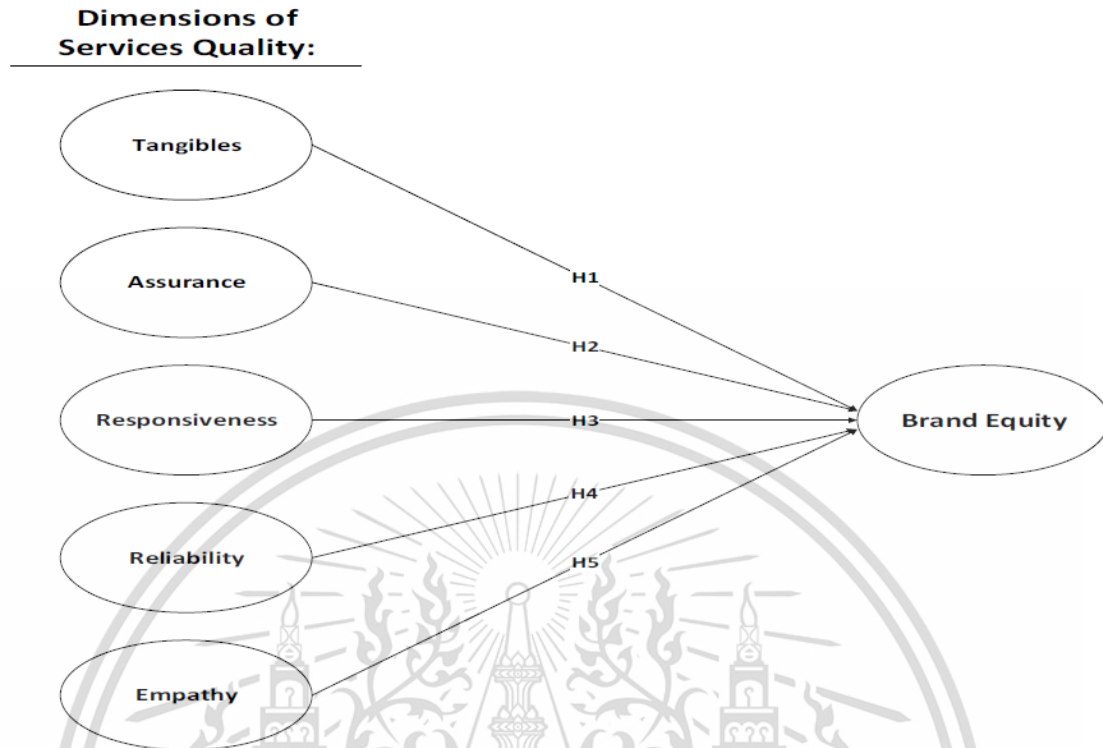 Dimensions of
Services Quality:
Tangibles
H1
Assurance
H2
Responsiveness
H3
Brand Equity
H4
Reliability
H5
Empathy